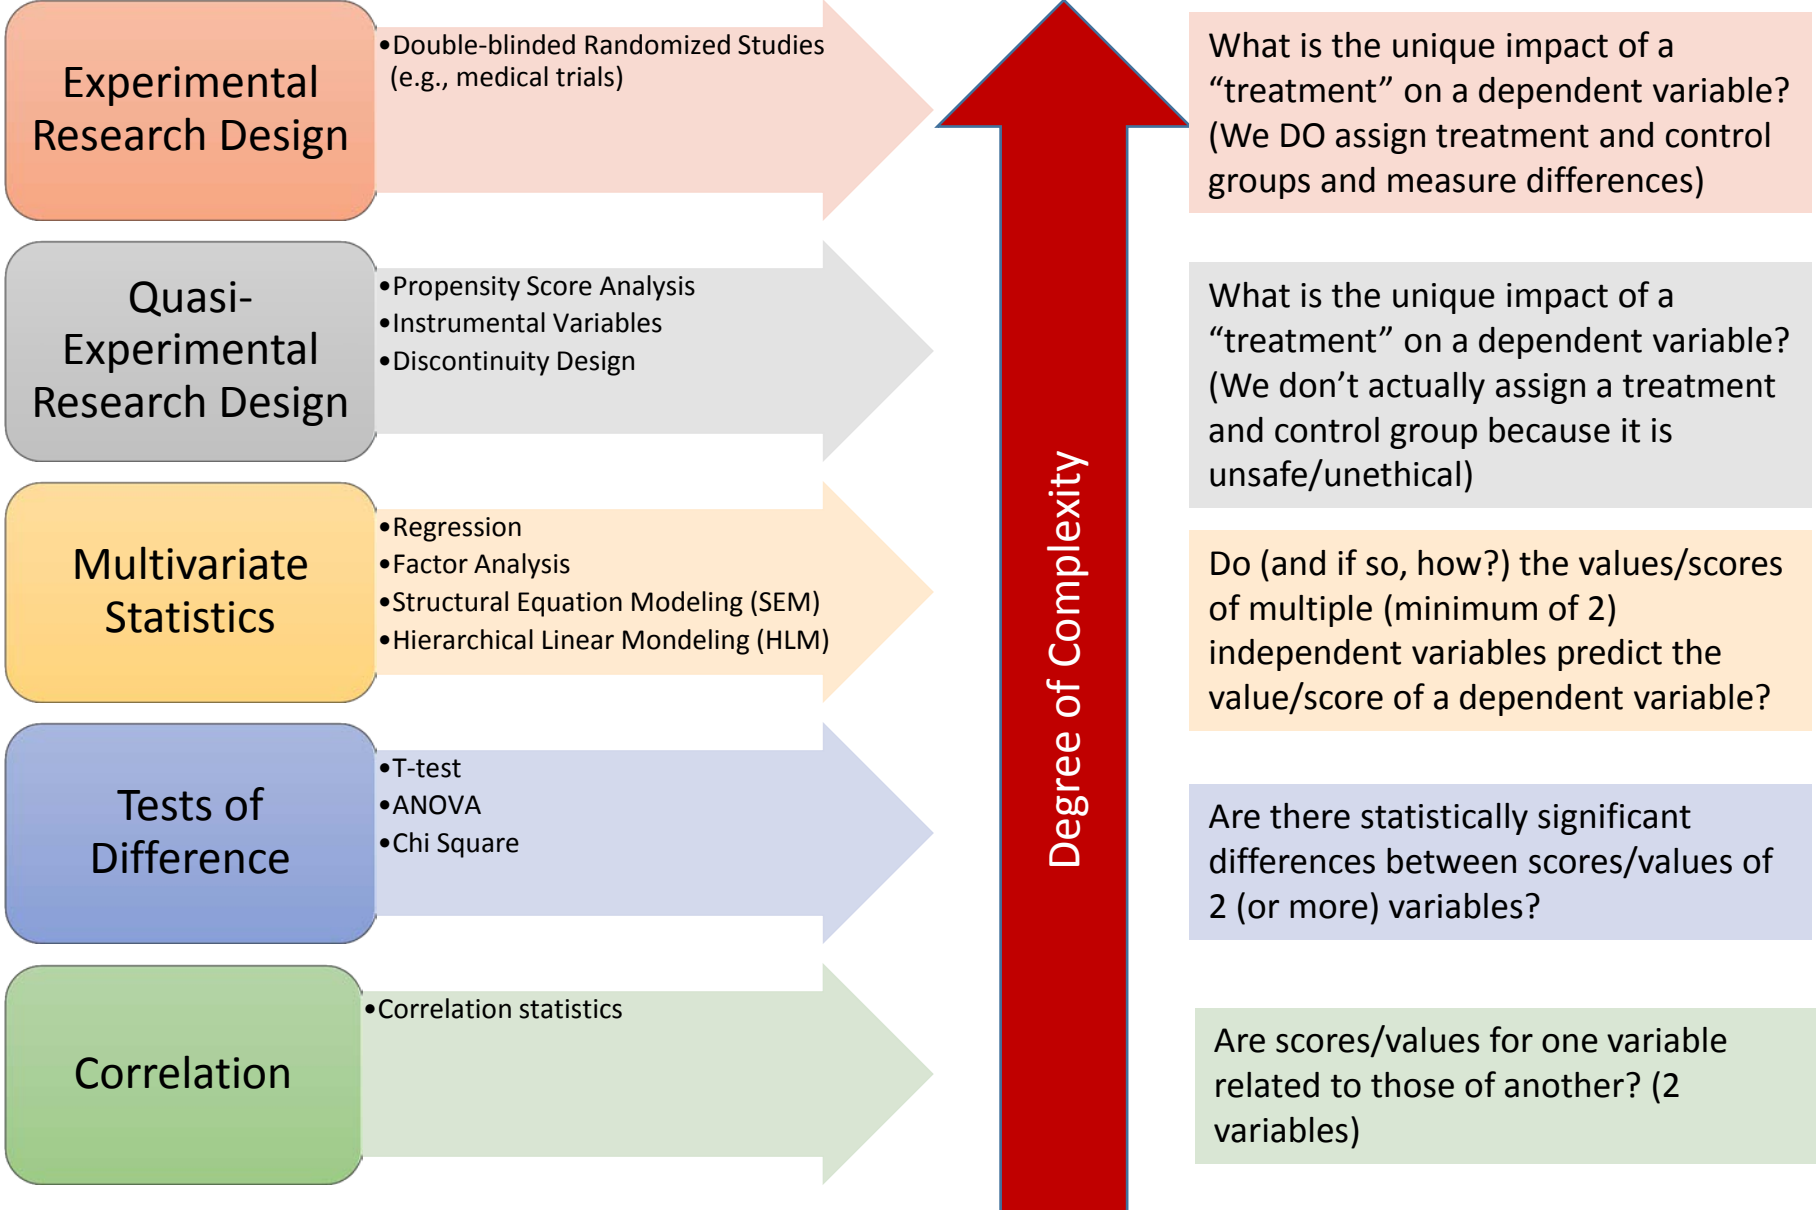 Experimental
Research Design
•Double-blinded Randomized Studies
(e.g., medical trials)
What is the unique impact of a
“treatment” on a dependent variable?
(We DO assign treatment and control
groups and measure differences)
Quasi-
Experimental
Research Design
•Propensity Score Analysis
•Instrumental Variables
•Discontinuity Design
What is the unique impact of a
“treatment” on a dependent variable?
(We don’t actually assign a treatment
and control group because it is
unsafe/unethical)
Multivariate
Statistics
•Regression
•Factor Analysis
•Structural Equation Modeling (SEM)
•Hierarchical Linear Mondeling (HLM)
Do (and if so, how?) the values/scores
of multiple (minimum of 2)
independent variables predict the
value/score of a dependent variable?
Tests of
Difference
•T-test
•ANOVA
•Chi Square
Are there statistically significant
differences between scores/values of
2 (or more) variables?
Correlation
•Correlation statistics
Are scores/values for one variable
related to those of another? (2
variables)
Degree of Complexity